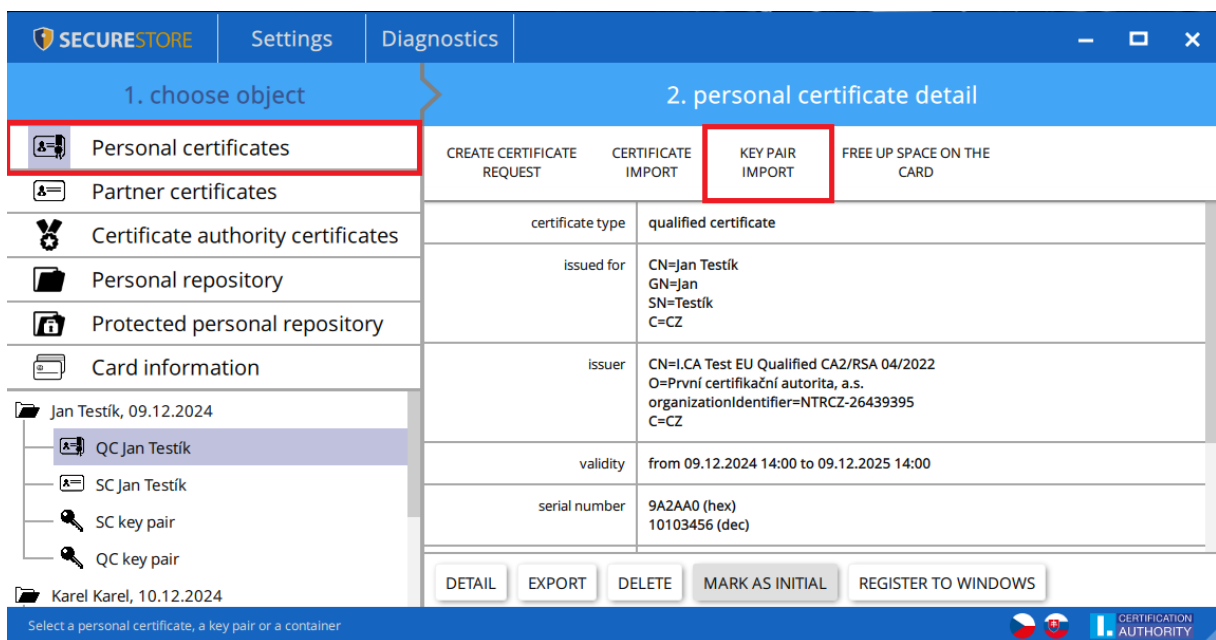 SECURESTORE
Settings
Diagnostics
1. choose object
2. personal certificate detail
Personal certificates
Partner certificates
Certificate authority certificates
Personal repository
Protected personal repository
Card information
Jan Testík, 09.12.2024
QC Jan Testík
SC Jan Testík
SC key pair
QC key pair
Karel Karel, 10.12.2024
CREATE CERTIFICATE
REQUEST
CERTIFICATE
IMPORT
KEY PAIR
IMPORT
FREE UP SPACE ON THE
CARD
certificate type
qualified certificate
issued for
CN=Jan Testík
GN=Jan
SN=Testík
C=CZ
issuer
CN=I.CA Test EU Qualified CA2/RSA 04/2022
O=První certifikační autorita, a.s.
organizationIdentifier=NTRCZ-26439395
C=CZ
validity
from 09.12.2024 14:00 to 09.12.2025 14:00
serial number
9A2AA0 (hex)
10103456 (dec)
DETAIL
EXPORT
DELETE
MARK AS INITIAL
REGISTER TO WINDOWS
Select a personal certificate, a key pair or a container
I.
CERTIFICATION
AUTHORITY